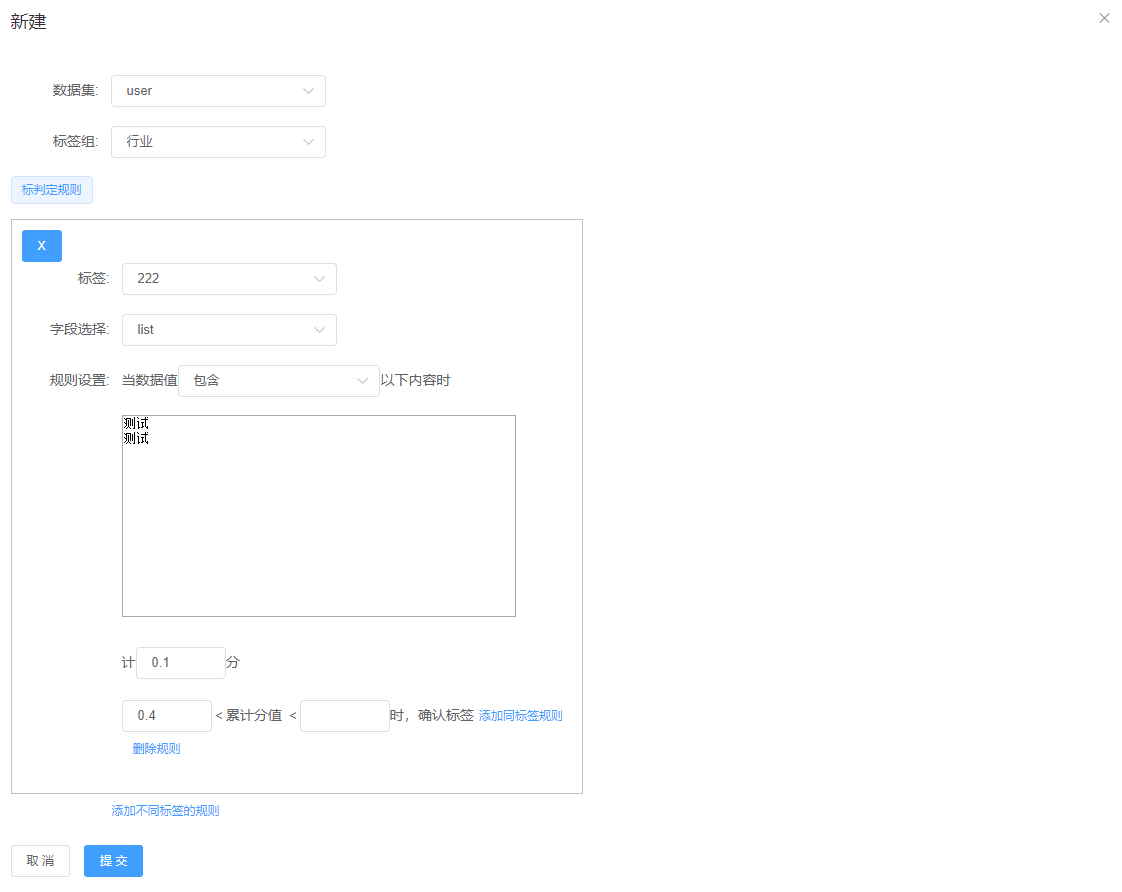 新建
数据集: user
标签组: 行业
标判定规则
X
标签: 222
字段选择: list
规则设置: 当数据值 包含 以下内容时
测试
测试
计 0.1 分
0.4 < 累计分值 < 时，确认标签 添加同标签规则
删除规则
添加不同标签的规则
取 消 提 交